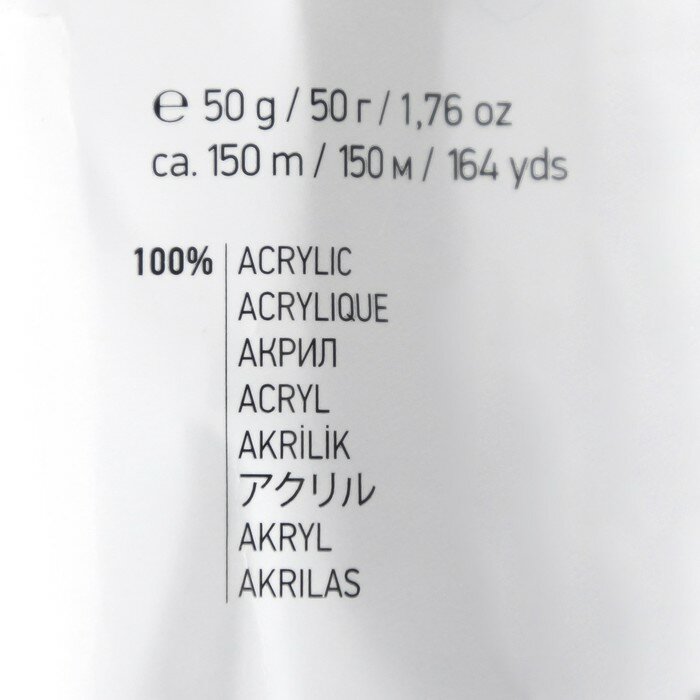 ℮ 50 g / 50 г / 1,76 oz
ca. 150 m / 150 м / 164 yds
100% ACRYLIC
ACRYLIQUE
АКРИЛ
ACRYL
AKRİLİK
アクリル
AKRYL
AKRILAS